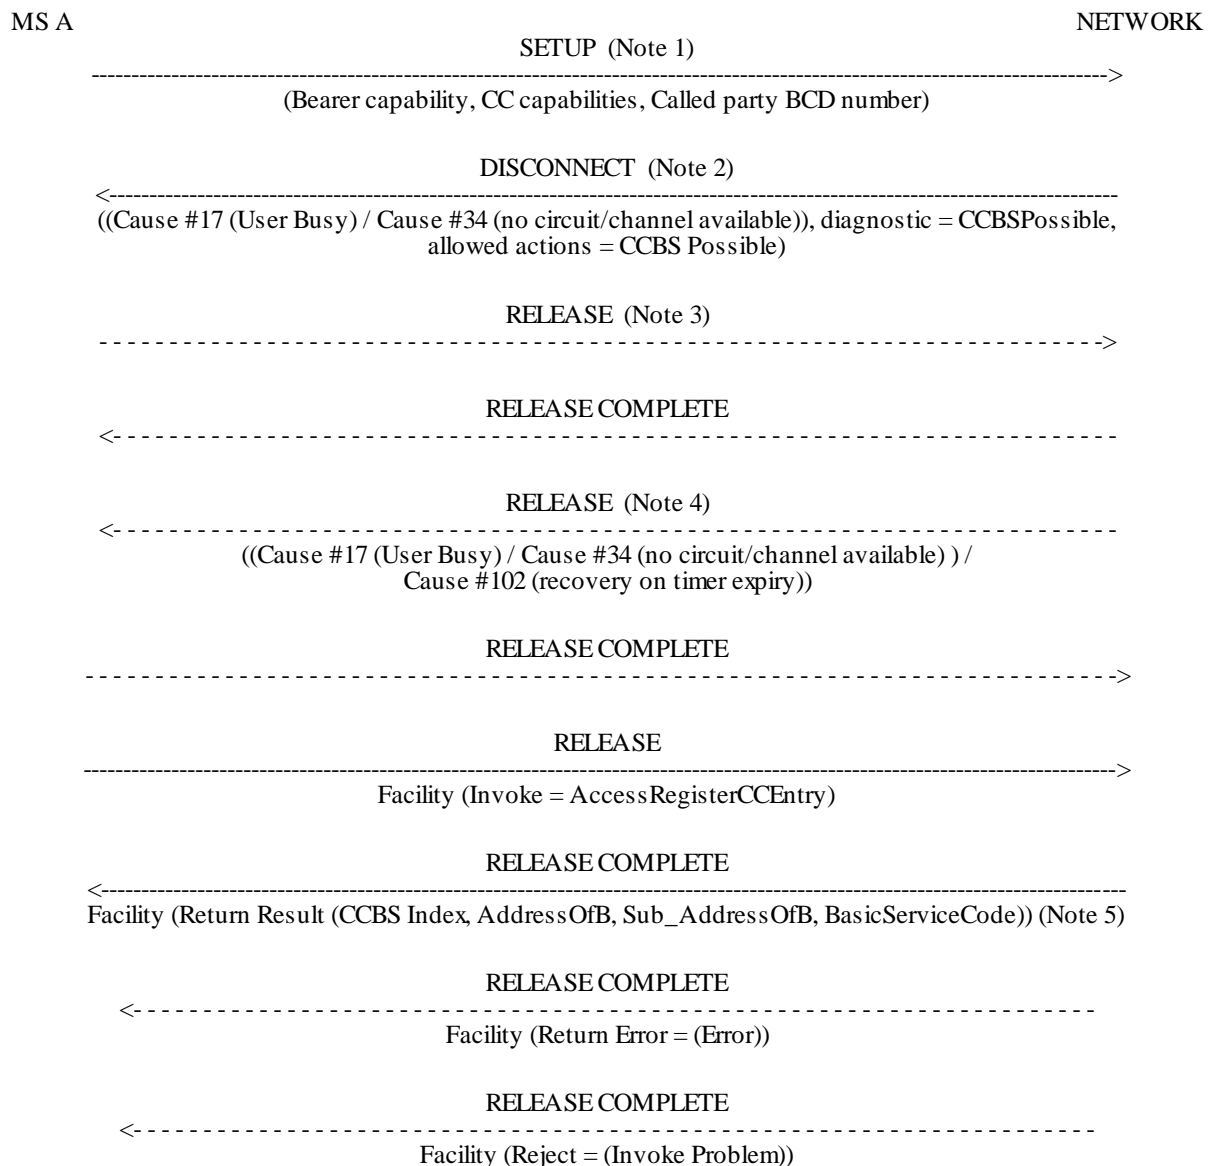 MS A NETWORK
SETUP (Note 1)
(Bearer capability, CC capabilities, Called party BCD number)
DISCONNECT (Note 2)
((Cause #17 (User Busy) / Cause #34 (no circuit/channel available)), diagnostic = CCBSPossible,
allowed actions = CCBS Possible)
RELEASE (Note 3)
RELEASE COMPLETE
RELEASE (Note 4)
((Cause #17 (User Busy) / Cause #34 (no circuit/channel available) ) /
Cause #102 (recovery on timer expiry))
RELEASE COMPLETE
RELEASE
Facility (Invoke = AccessRegisterCCEntry)
RELEASE COMPLETE
Facility (Return Result (CCBS Index, AddressOfB, Sub_AddressOfB, BasicServiceCode)) (Note 5)
RELEASE COMPLETE
Facility (Return Error = (Error))
RELEASE COMPLETE
Facility (Reject = (Invoke Problem))